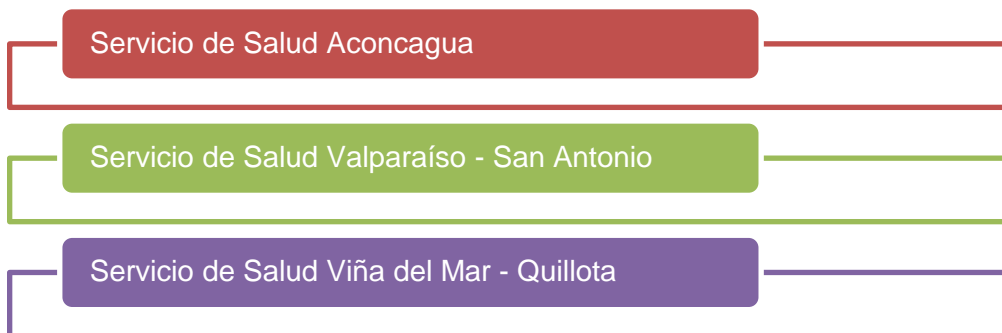 Servicio de Salud Aconcagua
Servicio de Salud Valparaíso - San Antonio
Servicio de Salud Viña del Mar - Quillota